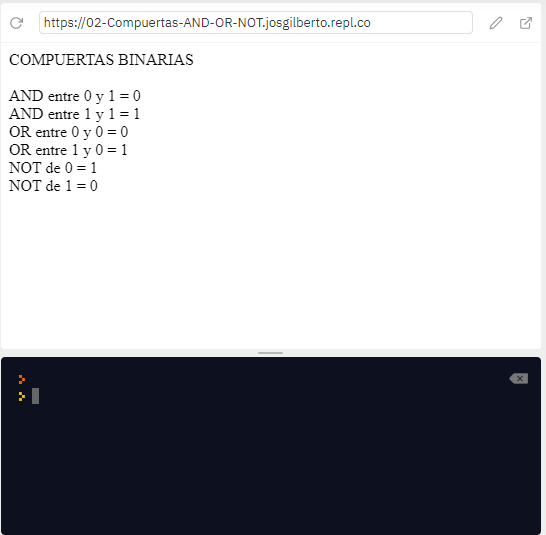 https://02-Compuertas-AND-OR-NOT.josgilberto.repl.co
COMPUERTAS BINARIAS
AND entre 0 y 1 = 0
AND entre 1 y 1 = 1
OR entre 0 y 0 = 0
OR entre 1 y 0 = 1
NOT de 0 = 1
NOT de 1 = 0
>
>